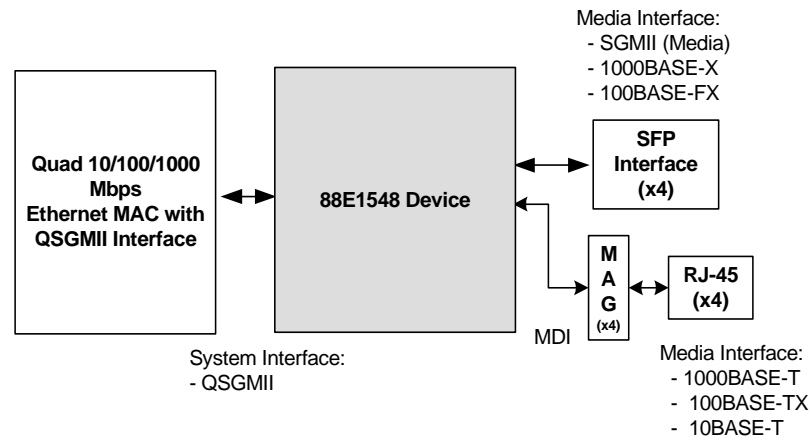 Media Interface:
- SGMII (Media)
- 1000BASE-X
- 100BASE-FX
Quad 10/100/1000
Mbps
Ethernet MAC with
QSGMII Interface
88E1548 Device
SFP
Interface
(x4)
M
A
G
(x4)
RJ-45
(x4)
MDI
System Interface:
- QSGMII
Media Interface:
- 1000BASE-T
- 100BASE-TX
- 10BASE-T